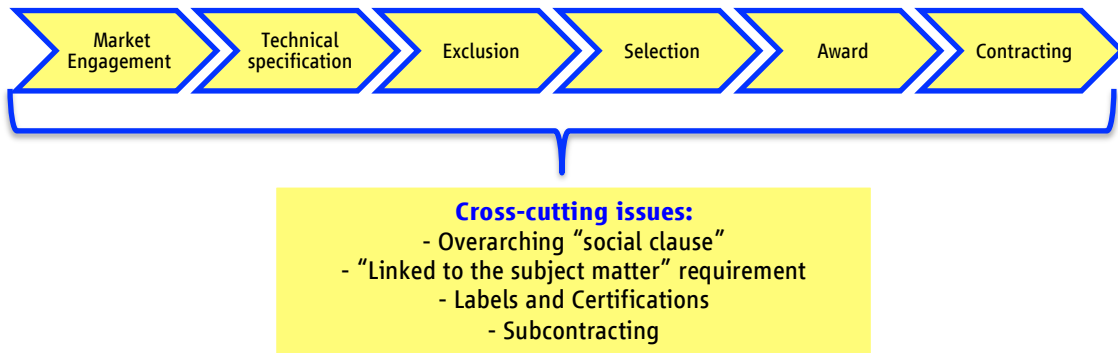 Market
Engagement
Technical
specification
Exclusion
Selection
Award
Contracting
Cross-cutting issues:
- Overarching “social clause”
- “Linked to the subject matter” requirement
- Labels and Certifications
- Subcontracting